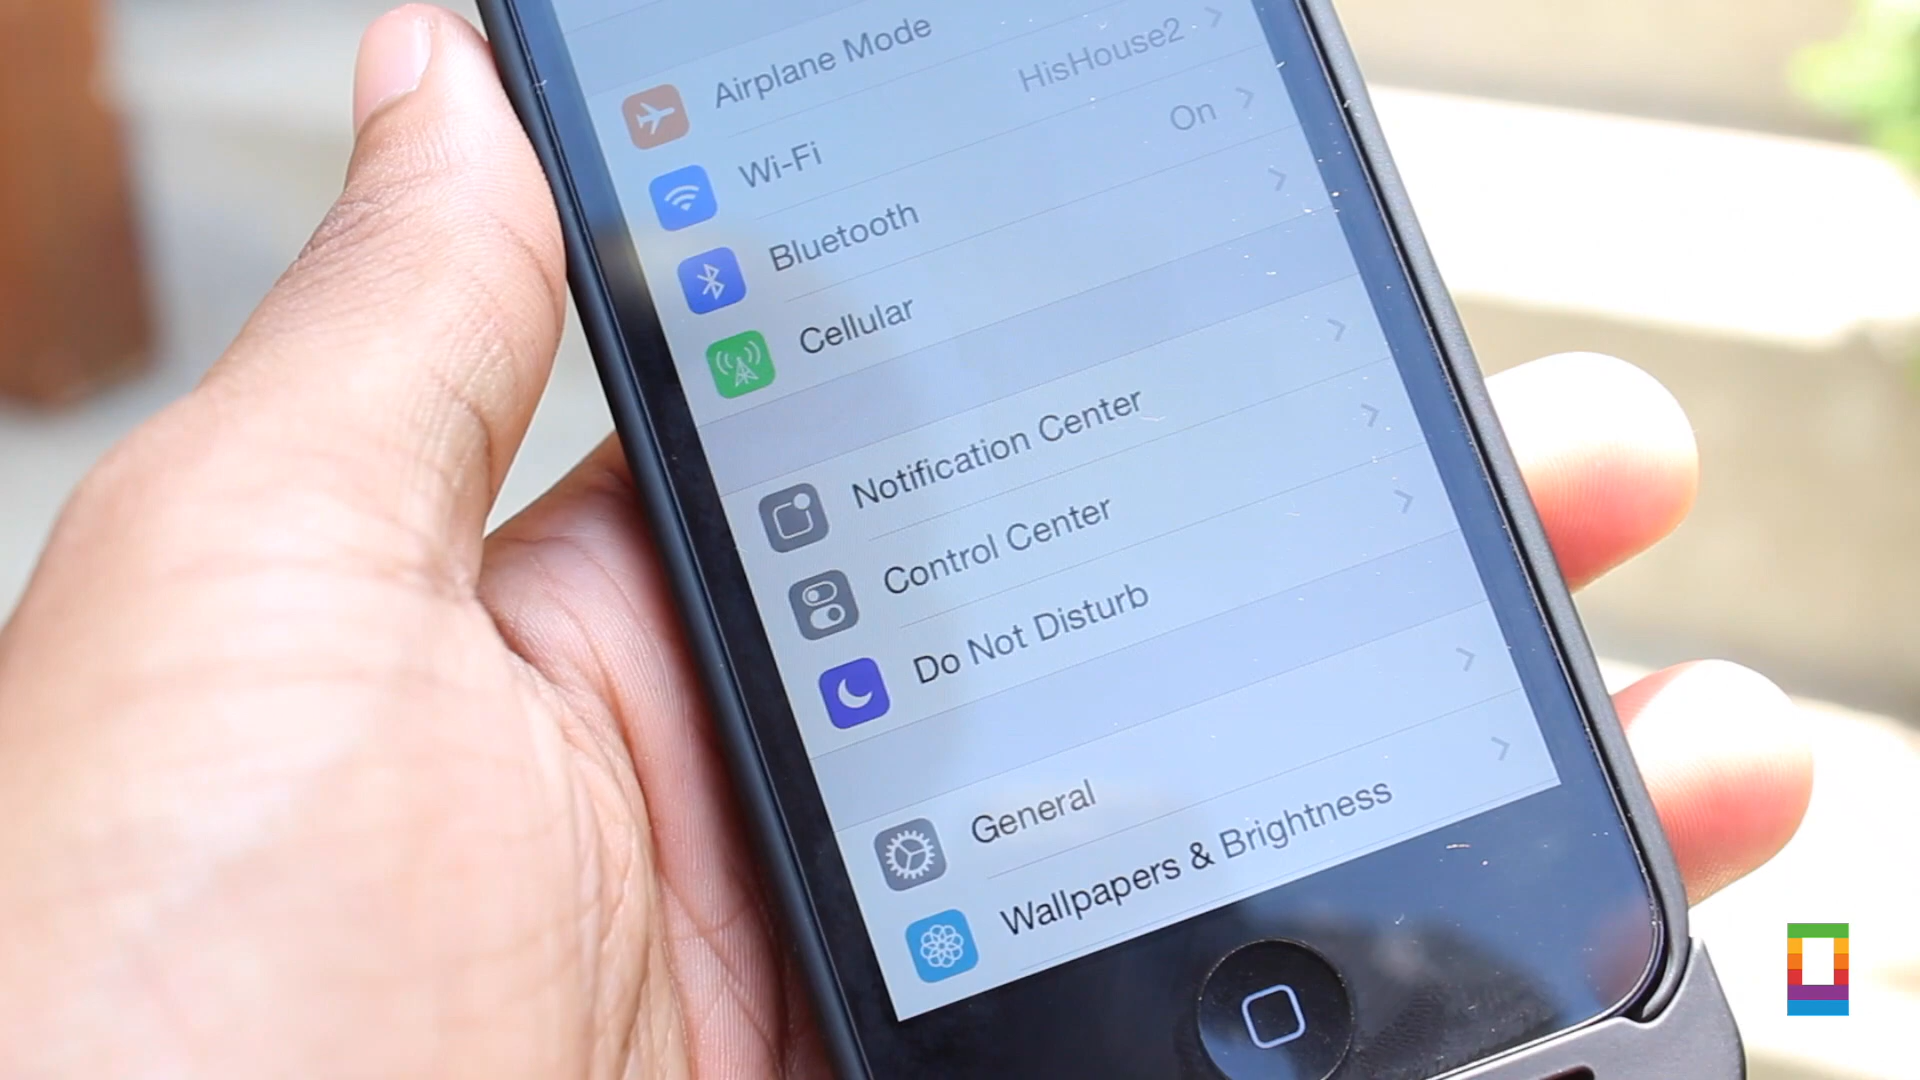 Airplane Mode
Wi-Fi HisHouse2
Bluetooth On
Cellular
Notification Center
Control Center
Do Not Disturb
General
Wallpapers & Brightness